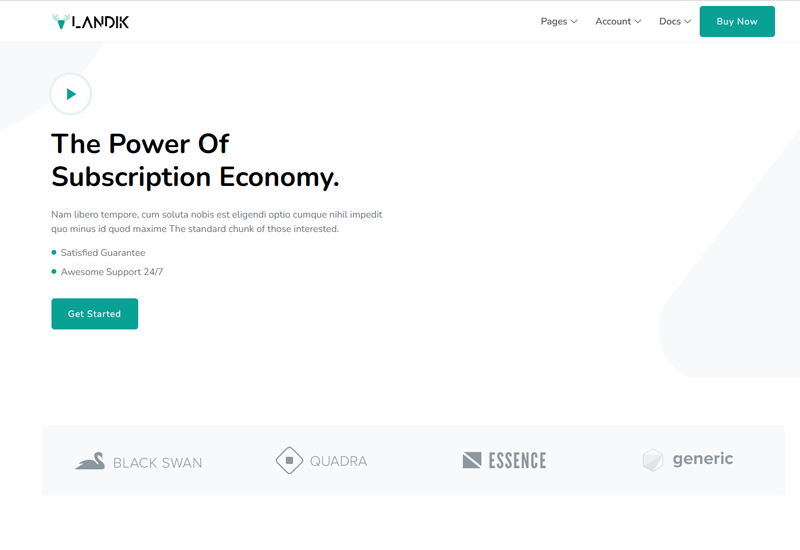 LANDIK
Pages
Account
Docs
Buy Now
The Power Of
Subscription Economy.
Nam libero tempore, cum soluta nobis est eligendi optio cumque nihil impedit
quo minus id quod maxime The standard chunk of those interested.
Satisfied Guarantee
Awesome Support 24/7
Get Started
BLACK SWAN
QUADRA
ESSENCE
generic